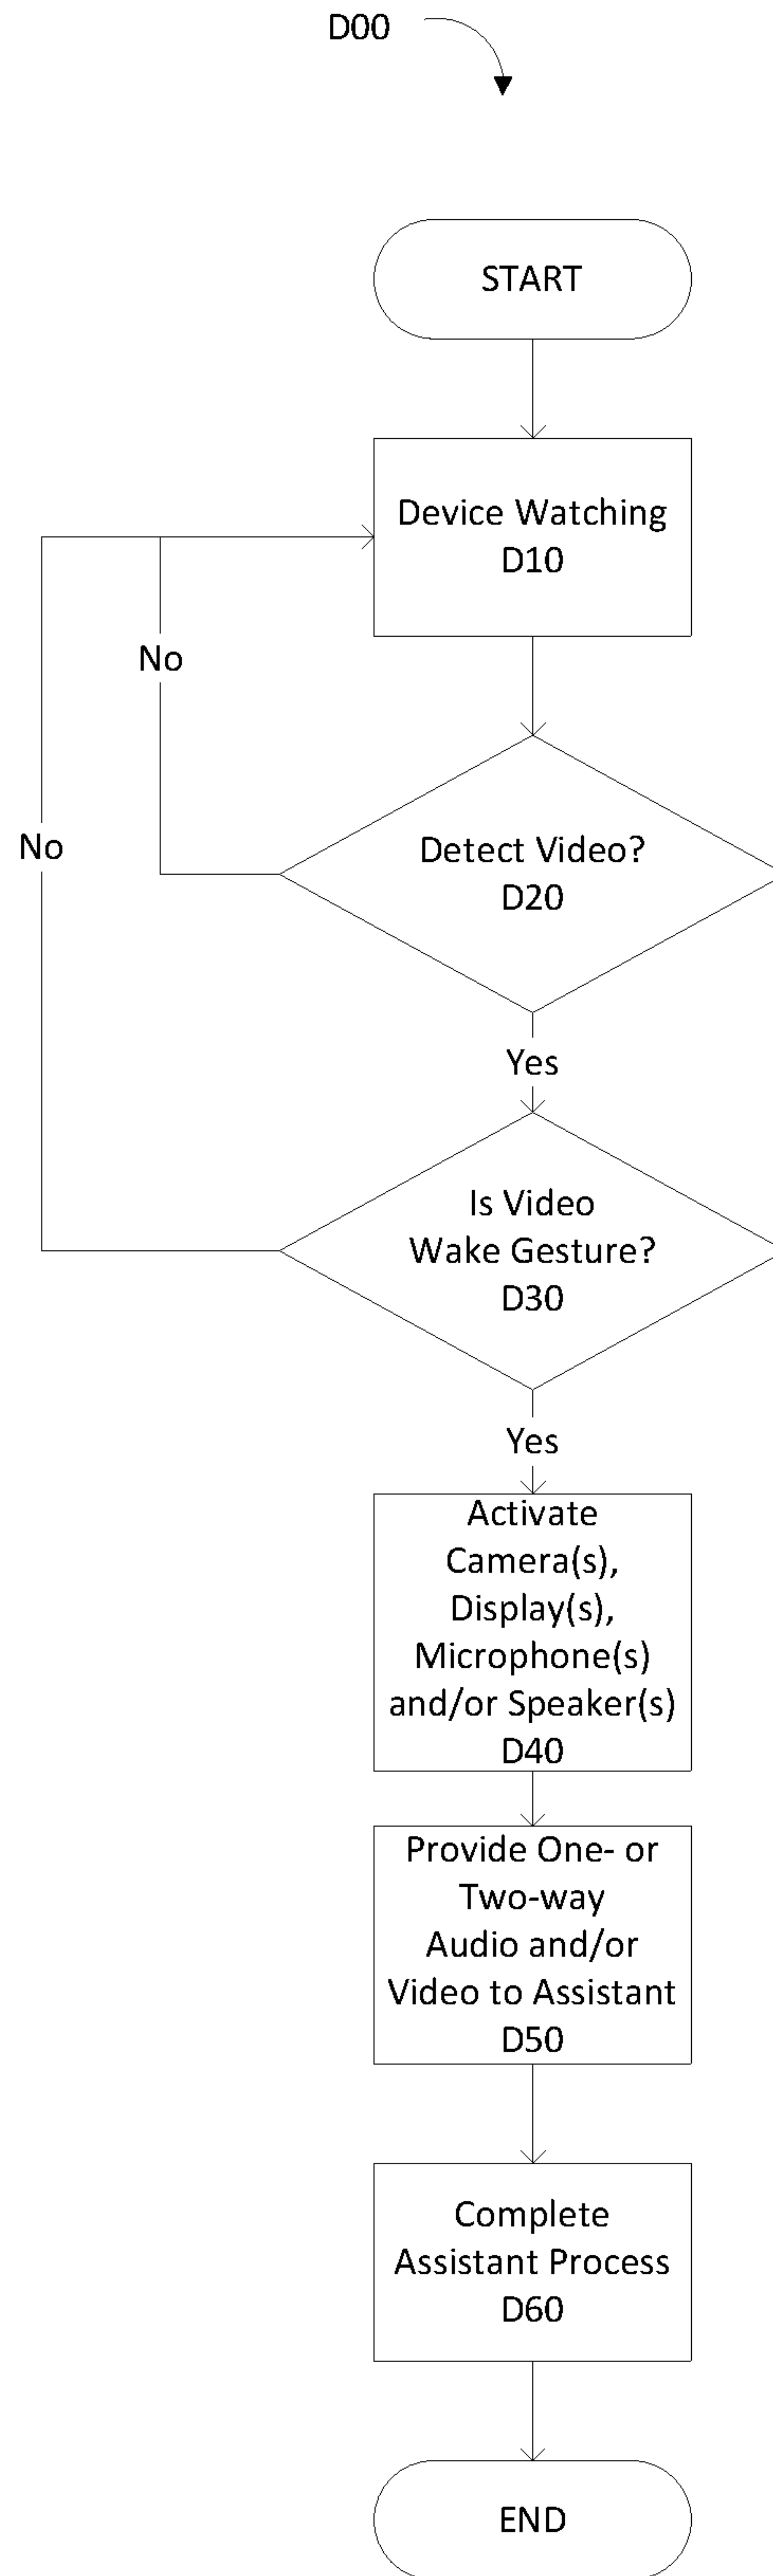 D00
START
Device Watching
D10
No
No
Detect Video?
D20
Yes
Is Video
Wake Gesture?
D30
Yes
Activate
Camera(s),
Display(s),
Microphone(s)
and/or Speaker(s)
D40
Provide One- or
Two-way
Audio and/or
Video to Assistant
D50
Complete
Assistant Process
D60
END